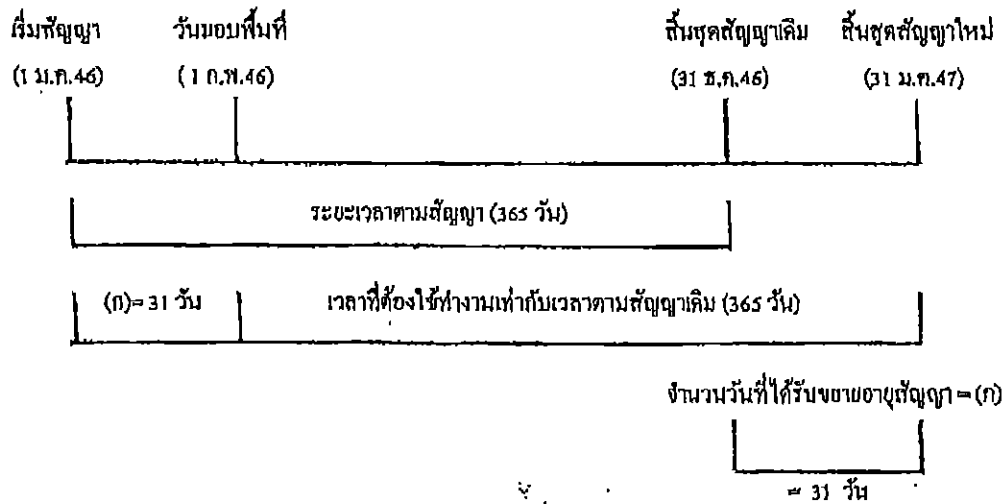 เริ่มสัญญา วันมอบพื้นที่ สิ้นสุดสัญญาเดิม สิ้นสุดสัญญาใหม่
(1 ม.ค.46) (1 ก.พ.46) (31 ธ.ค.46) (31 ม.ค.47)
ระยะเวลาตามสัญญา (365 วัน)
(ก)= 31 วัน เวลาที่ต้องใช้ทำงานเท่ากับเวลาตามสัญญาเดิม (365 วัน)
จำนวนวันที่ได้รับขยายอายุสัญญา = (ก)
= 31 วัน